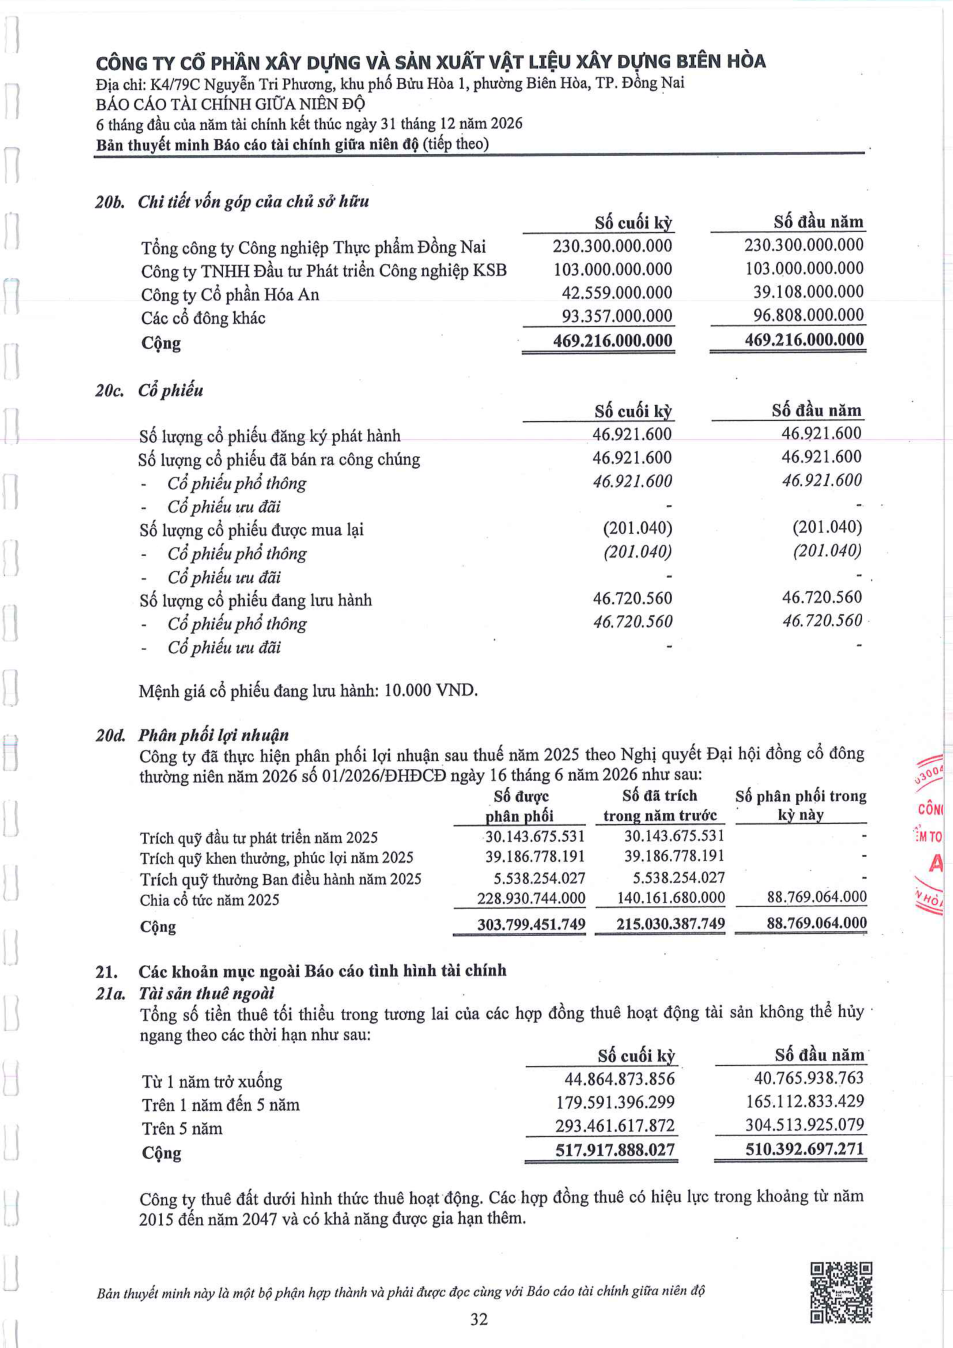 CÔNG TY CỔ PHẦN XÂY DỰNG VÀ SẢN XUẤT VẬT LIỆU XÂY DỰNG BIÊN HÒA
Địa chỉ: K4/79C Nguyễn Tri Phương, khu phố Bửu Hòa 1, phường Biên Hòa, TP. Đồng Nai
BÁO CÁO TÀI CHÍNH GIỮA NIÊN ĐỘ
6 tháng đầu của năm tài chính kết thúc ngày 31 tháng 12 năm 2026
Bản thuyết minh Báo cáo tài chính giữa niên độ (tiếp theo)
20b. Chi tiết vốn góp của chủ sở hữu
Số cuối kỳ Số đầu năm
Tổng công ty Công nghiệp Thực phẩm Đồng Nai 230.300.000.000 230.300.000.000
Công ty TNHH Đầu tư Phát triển Công nghiệp KSB 103.000.000.000 103.000.000.000
Công ty Cổ phần Hóa An 42.559.000.000 39.108.000.000
Các cổ đông khác 93.357.000.000 96.808.000.000
Cộng 469.216.000.000 469.216.000.000
20c. Cổ phiếu
Số cuối kỳ Số đầu năm
Số lượng cổ phiếu đăng ký phát hành 46.921.600 46.921.600
Số lượng cổ phiếu đã bán ra công chúng 46.921.600 46.921.600
- Cổ phiếu phổ thông 46.921.600 46.921.600
- Cổ phiếu ưu đãi - -
Số lượng cổ phiếu được mua lại (201.040) (201.040)
- Cổ phiếu phổ thông (201.040) (201.040)
- Cổ phiếu ưu đãi - -
Số lượng cổ phiếu đang lưu hành 46.720.560 46.720.560
- Cổ phiếu phổ thông 46.720.560 46.720.560
- Cổ phiếu ưu đãi - -
Mệnh giá cổ phiếu đang lưu hành: 10.000 VND.
20d. Phân phối lợi nhuận
Công ty đã thực hiện phân phối lợi nhuận sau thuế năm 2025 theo Nghị quyết Đại hội đồng cổ đông
thường niên năm 2026 số 01/2026/ĐHĐCĐ ngày 16 tháng 6 năm 2026 như sau:
Số được Số đã trích Số phân phối trong
phân phối trong năm trước kỳ này
Trích quỹ đầu tư phát triển năm 2025 30.143.675.531 30.143.675.531 -
Trích quỹ khen thưởng, phúc lợi năm 2025 39.186.778.191 39.186.778.191 -
Trích quỹ thưởng Ban điều hành năm 2025 5.538.254.027 5.538.254.027 -
Chia cổ tức năm 2025 228.930.744.000 140.161.680.000 88.769.064.000
Cộng 303.799.451.749 215.030.387.749 88.769.064.000
21. Các khoản mục ngoài Báo cáo tình hình tài chính
21a. Tài sản thuê ngoài
Tổng số tiền thuê tối thiểu trong tương lai của các hợp đồng thuê hoạt động tài sản không thể hủy
ngang theo các thời hạn như sau:
Số cuối kỳ Số đầu năm
Từ 1 năm trở xuống 44.864.873.856 40.765.938.763
Trên 1 năm đến 5 năm 179.591.396.299 165.112.833.429
Trên 5 năm 293.461.617.872 304.513.925.079
Cộng 517.917.888.027 510.392.697.271
Công ty thuê đất dưới hình thức thuê hoạt động. Các hợp đồng thuê có hiệu lực trong khoảng từ năm
2015 đến năm 2047 và có khả năng được gia hạn thêm.
Bản thuyết minh này là một bộ phận hợp thành và phải được đọc cùng với Báo cáo tài chính giữa niên độ
32